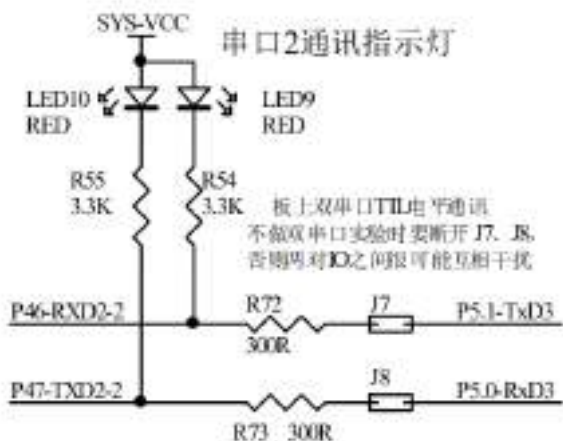 SYS-VCC
串口2通讯指示灯
LED10
RED
LED9
RED
R55
3.3K
R54
3.3K
板上双串口TTL电平通讯
不做双串口实验时要断开 J7、J8,
否则两对IO之间很可能互相干扰
P46-RXD2-2
R72
300R
J7
P5.1-TxD3
P47-TXD2-2
R73 300R
J8
P5.0-RxD3